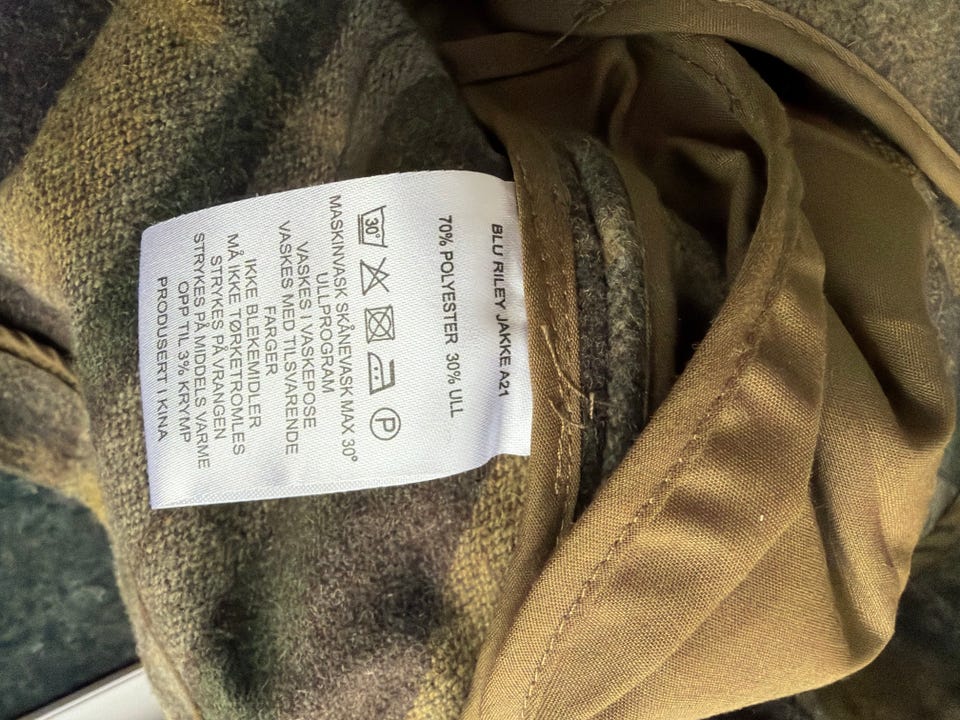 BLU RILEY JAKKE A21
70% POLYESTER 30% ULL
30°
P
MASKINVASK SKÅNEVASK MAX 30°
ULLPROGRAM
VASKES I VASKEPOSE
VASKES MED TILSVARENDE
FARGER
IKKE BLEKEMIDLER
MÅ IKKE TØRKETROMLES
STRYKES PÅ VRANGEN
STRYKES PÅ MIDDELS VARME
OPP TIL 3% KRYMP
PRODUSERT I KINA